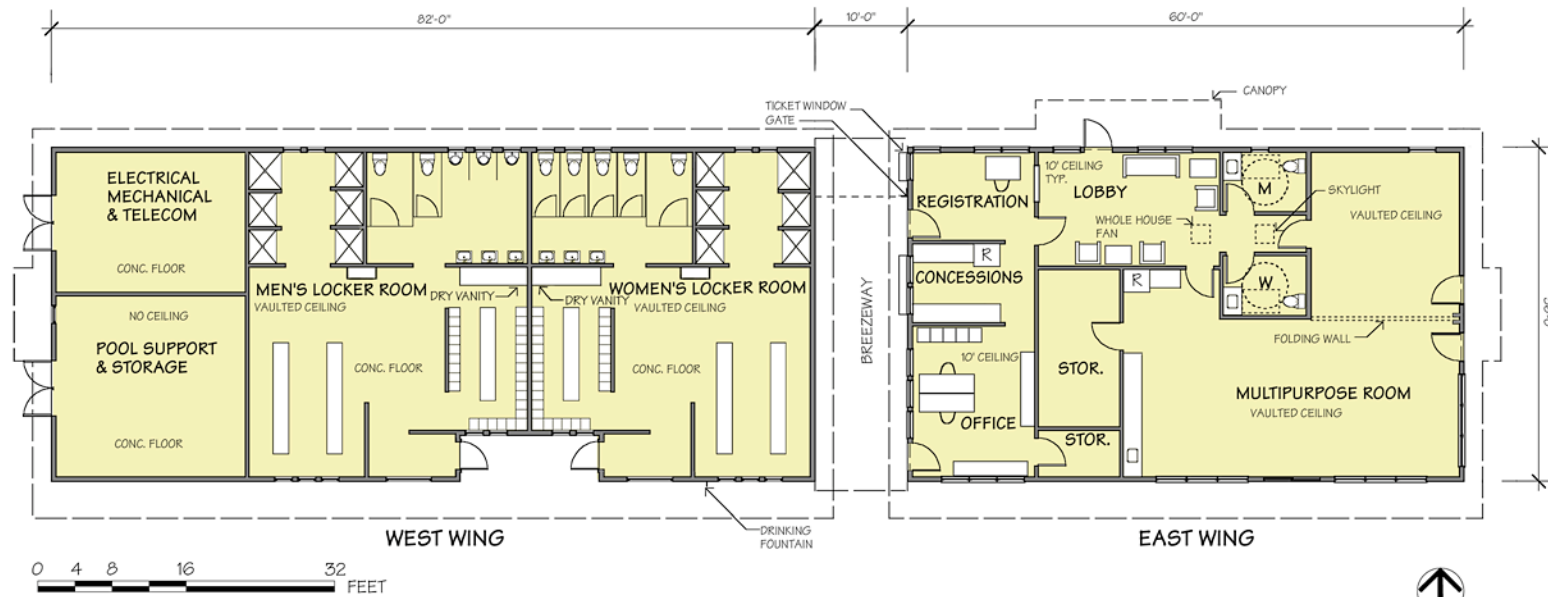 82'-0"
10'-0"
60'-0"
CANOPY
TICKET WINDOW
GATE
ELECTRICAL
MECHANICAL
& TELECOM
CONC. FLOOR
NO CEILING
POOL SUPPORT
& STORAGE
CONC. FLOOR
MEN'S LOCKER ROOM
VAULTED CEILING
DRY VANITY
CONC. FLOOR
DRY VANITY
WOMEN'S LOCKER ROOM
VAULTED CEILING
CONC. FLOOR
BREEZEWAY
REGISTRATION
10' CEILING
TYP.
LOBBY
WHOLE HOUSE
FAN
M
SKYLIGHT
VAULTED CEILING
R
CONCESSIONS
R
W
FOLDING WALL
10' CEILING
STOR.
OFFICE
STOR.
MULTIPURPOSE ROOM
VAULTED CEILING
WEST WING
DRINKING
FOUNTAIN
EAST WING
0 4 8 16 32
FEET